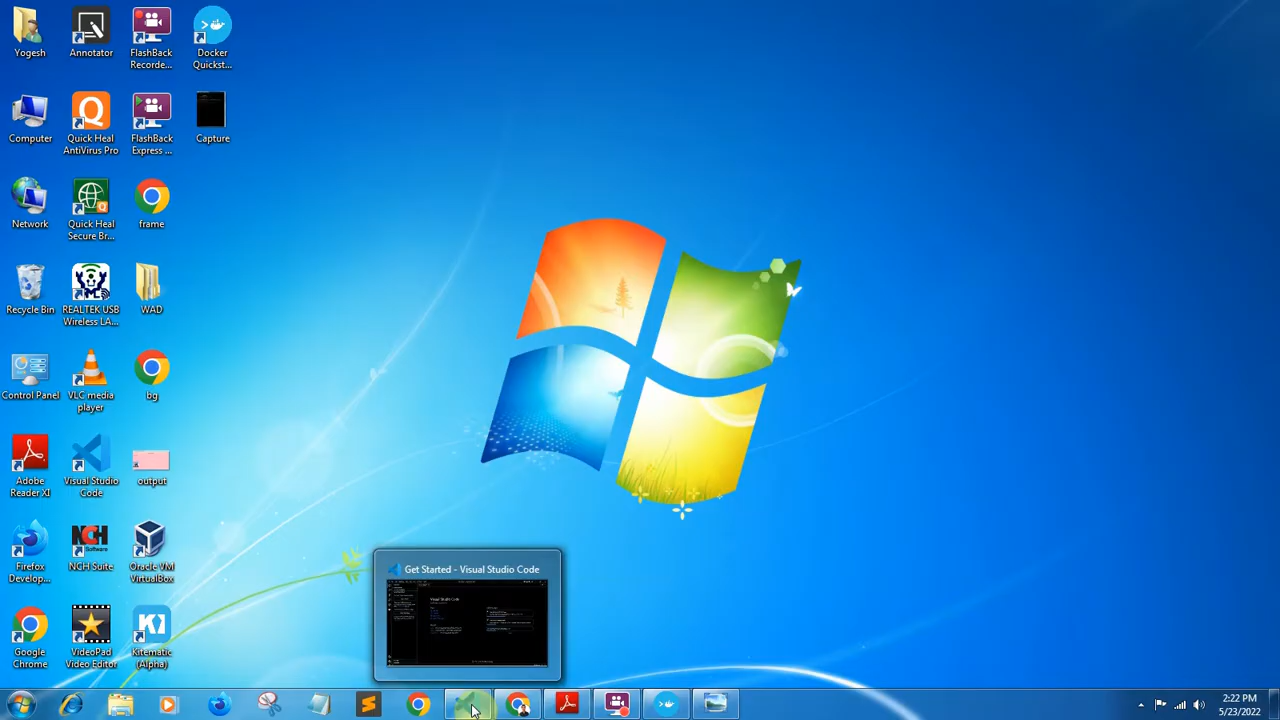 Yogesh
Annotator
FlashBack
Recorde...
Docker
Quickst...
Computer
Quick Heal
AntiVirus Pro
FlashBack
Express ...
Capture
Network
Quick Heal
Secure Br...
frame
Recycle Bin
REALTEK USB
Wireless LA...
WAD
Control Panel
VLC media
player
bg
Adobe
Reader XI
Visual Studio
Code
output
Firefox
Develop...
NCH Suite
Oracle VM
VirtualBox
Get Started - Visual Studio Code
Google
Chrome
VideoPad
Video Editor
Kitematic
(Alpha)
2:22 PM
5/23/2022